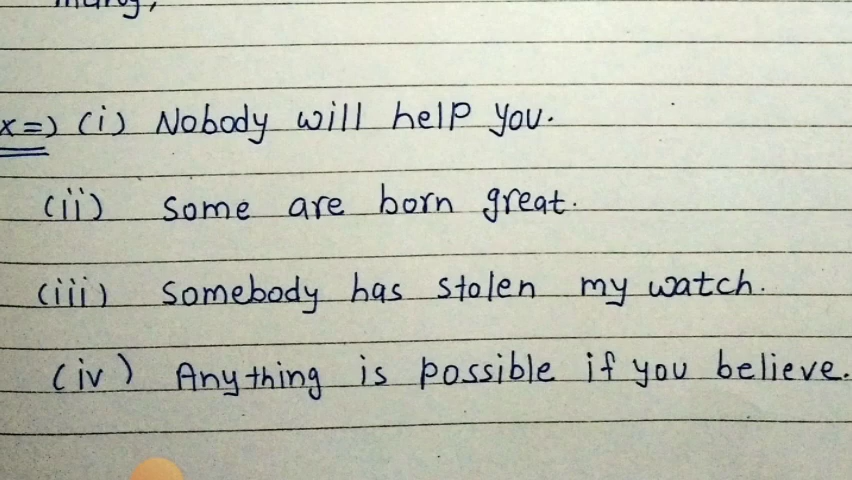 x=> (i) Nobody will help you.
(ii) Some are born great.
(iii) Somebody has stolen my watch.
(iv) Anything is possible if you believe.